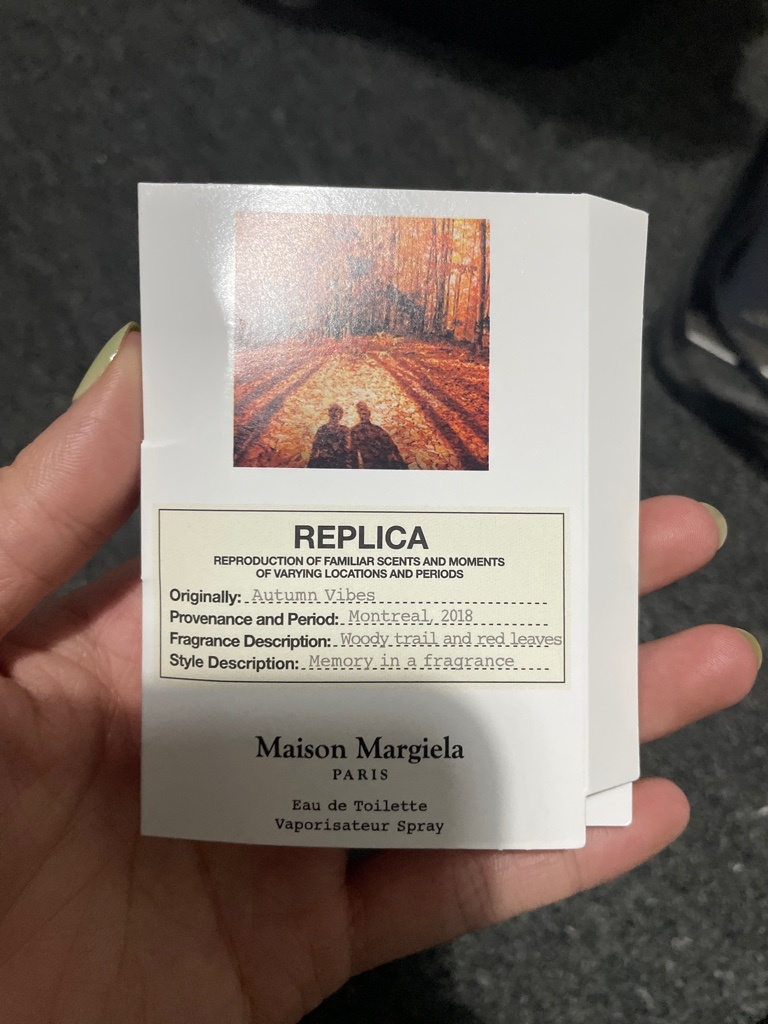 REPLICA
REPRODUCTION OF FAMILIAR SCENTS AND MOMENTS
OF VARYING LOCATIONS AND PERIODS
Originally: Autumn Vibes
Provenance and Period: Montreal, 2018
Fragrance Description: Woody trail and red leaves
Style Description: Memory in a fragrance
Maison Margiela
PARIS
Eau de Toilette
Vaporisateur Spray